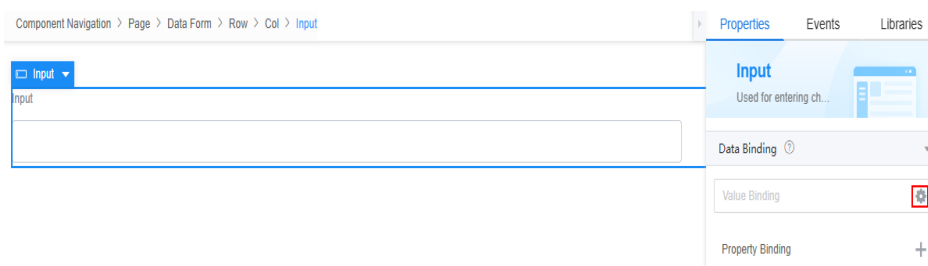 Component Navigation > Page > Data Form > Row > Col > Input
Input
Input
Properties Events Libraries
Input
Used for entering ch...
Data Binding ?
Value Binding
Property Binding